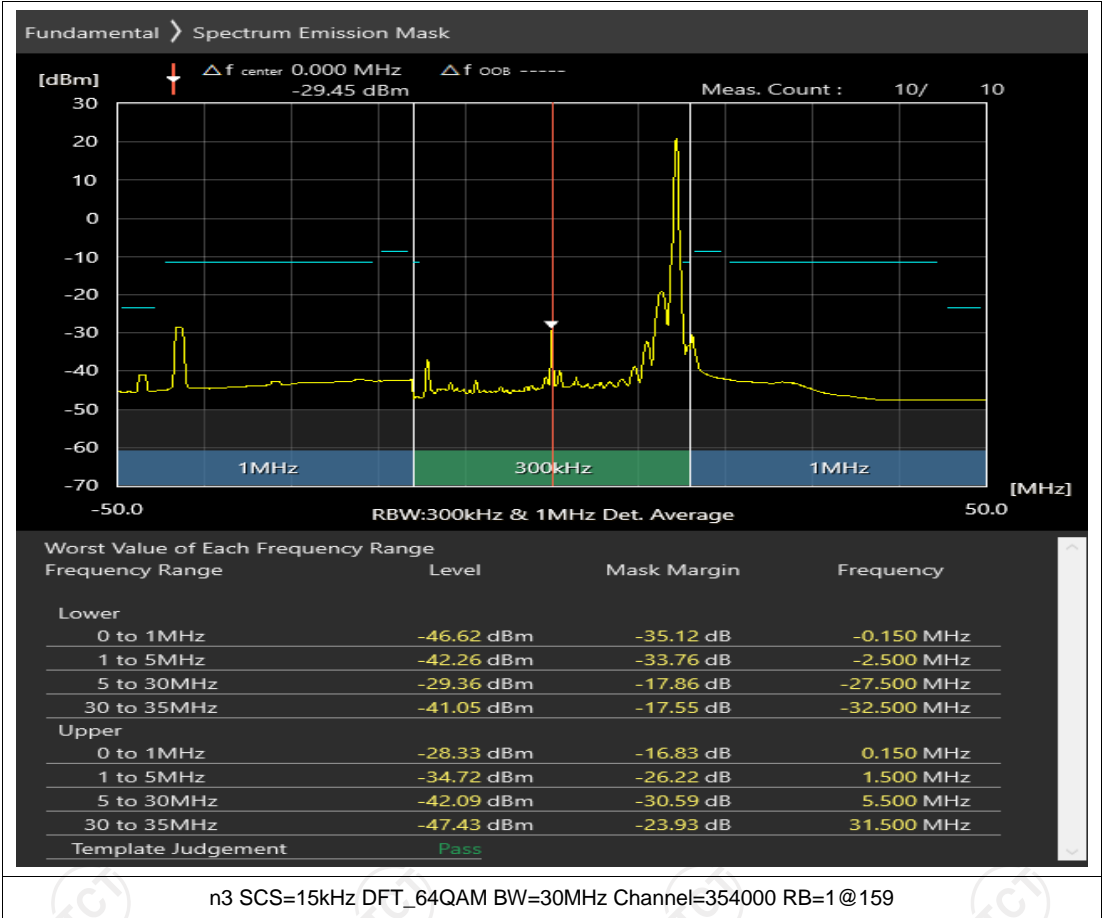 Fundamental 》 Spectrum Emission Mask
[dBm] △f center 0.000 MHz △f OOB -----
-29.45 dBm Meas. Count : 10/ 10
30
20
10
0
-10
-20
-30
-40
-50
-60
1MHz 300kHz 1MHz
-70 [MHz]
-50.0 RBW:300kHz & 1MHz Det. Average 50.0
Worst Value of Each Frequency Range
Frequency Range Level Mask Margin Frequency
Lower
0 to 1MHz -46.62 dBm -35.12 dB -0.150 MHz
1 to 5MHz -42.26 dBm -33.76 dB -2.500 MHz
5 to 30MHz -29.36 dBm -17.86 dB -27.500 MHz
30 to 35MHz -41.05 dBm -17.55 dB -32.500 MHz
Upper
0 to 1MHz -28.33 dBm -16.83 dB 0.150 MHz
1 to 5MHz -34.72 dBm -26.22 dB 1.500 MHz
5 to 30MHz -42.09 dBm -30.59 dB 5.500 MHz
30 to 35MHz -47.43 dBm -23.93 dB 31.500 MHz
Template Judgement Pass
n3 SCS=15kHz DFT_64QAM BW=30MHz Channel=354000 RB=1@159
TCT TCT TCT TCT